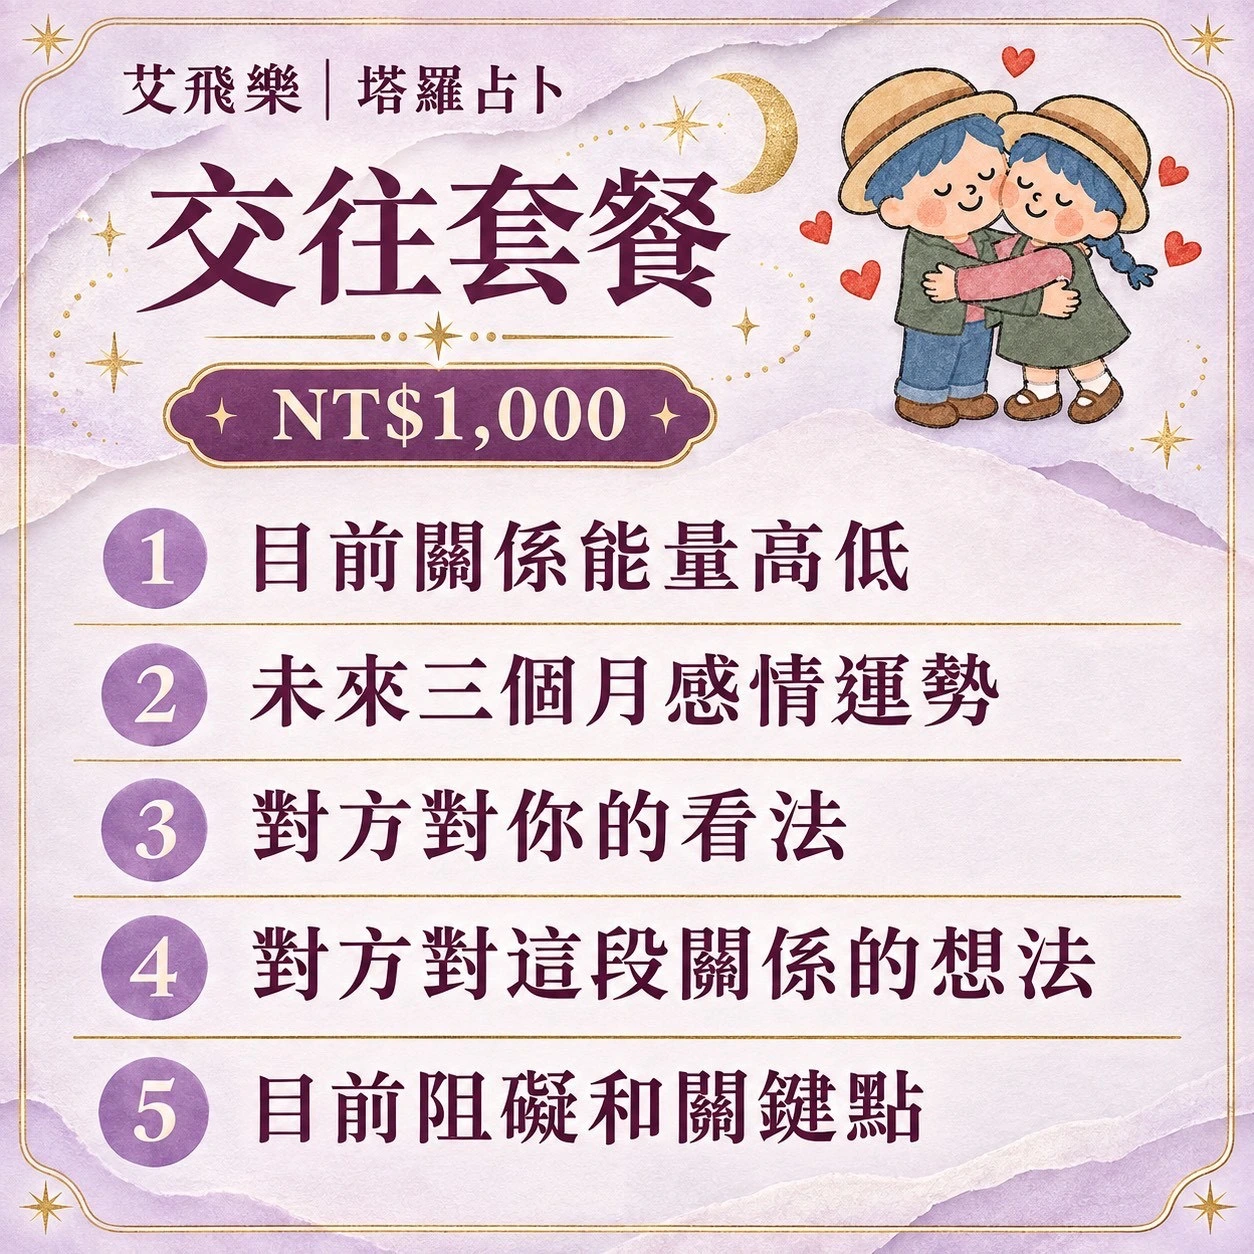 艾飛樂｜塔羅占卜
交往套餐
NT$1,000
1 目前關係能量高低
2 未來三個月感情運勢
3 對方對你的看法
4 對方對這段關係的想法
5 目前阻礙和關鍵點